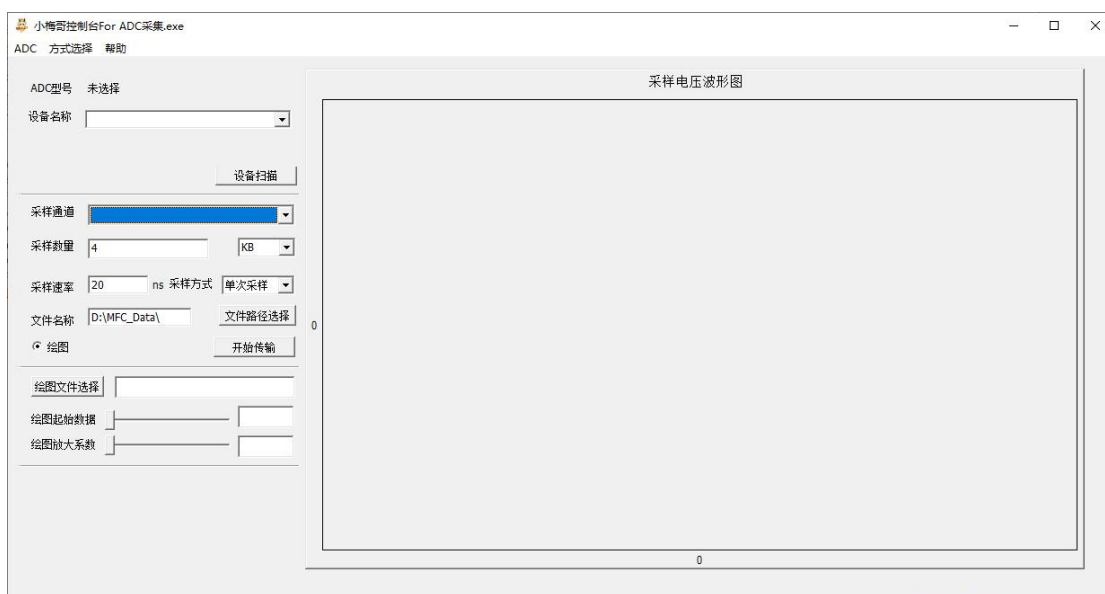 小梅哥控制台For ADC采集.exe
ADC 方式选择 帮助
ADC型号 未选择
设备名称
设备扫描
采样通道
采样数量 4 KB
采样速率 20 ns 采样方式 单次采样
文件名称 D:\MFC_Data\ 文件路径选择
绘图 开始传输
绘图文件选择
绘图起始数据
绘图放大系数
采样电压波形图
0
0